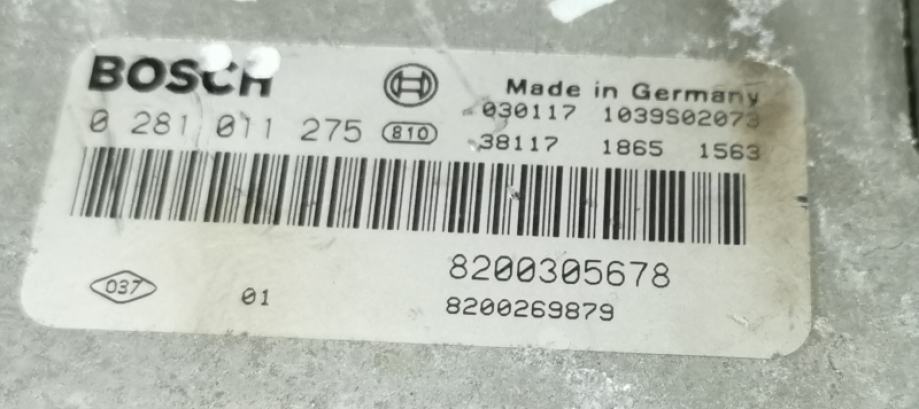 BOSCH
Made in Germany
030117 1039S02073
0 281 011 275 810
38117 1865 1563
8200305678
037
01
8200269879